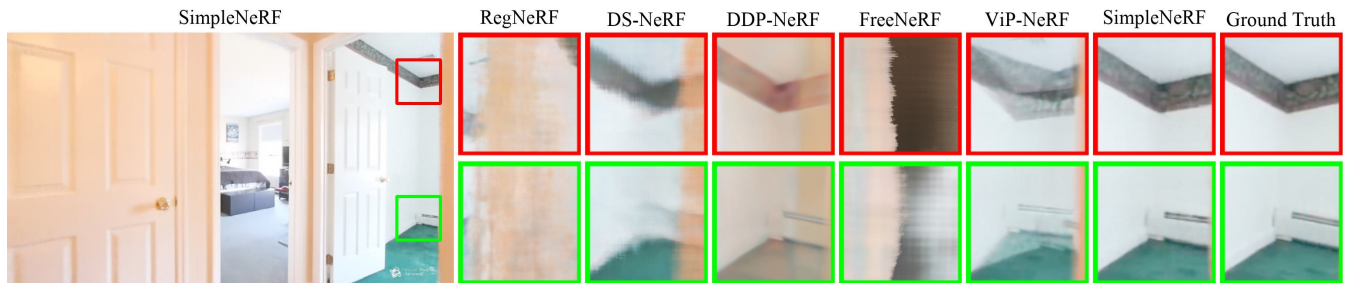 SimpleNeRF
RegNeRF
DS-NeRF
DDP-NeRF
FreeNeRF
ViP-NeRF
SimpleNeRF
Ground Truth